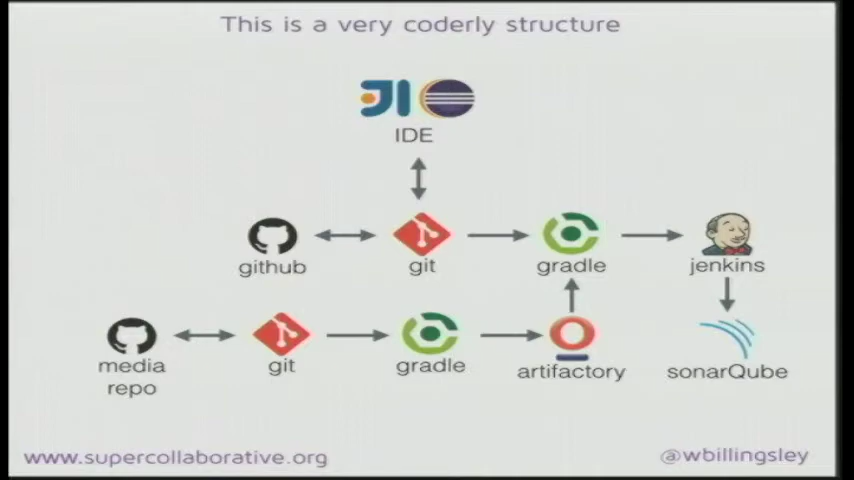 This is a very coderly structure
IDE
github
git
gradle
jenkins
media
repo
git
gradle
artifactory
sonarQube
www.supercollaborative.org
@wbillingsley